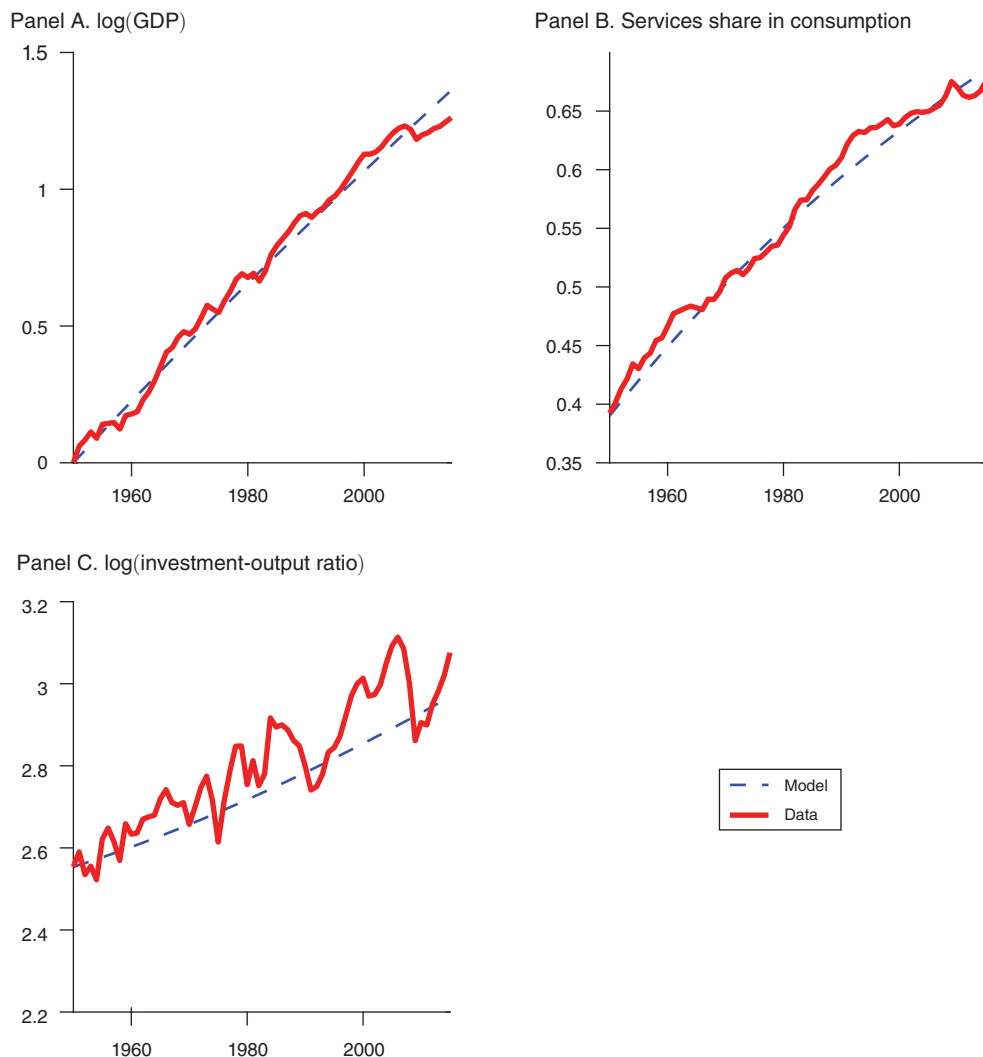 Panel A. log(GDP)
1.5
1
0.5
0
1960 1980 2000
Panel B. Services share in consumption
0.65
0.6
0.55
0.5
0.45
0.4
0.35
1960 1980 2000
Panel C. log(investment-output ratio)
3.2
3
2.8
2.6
2.4
2.2
1960 1980 2000
Model
Data